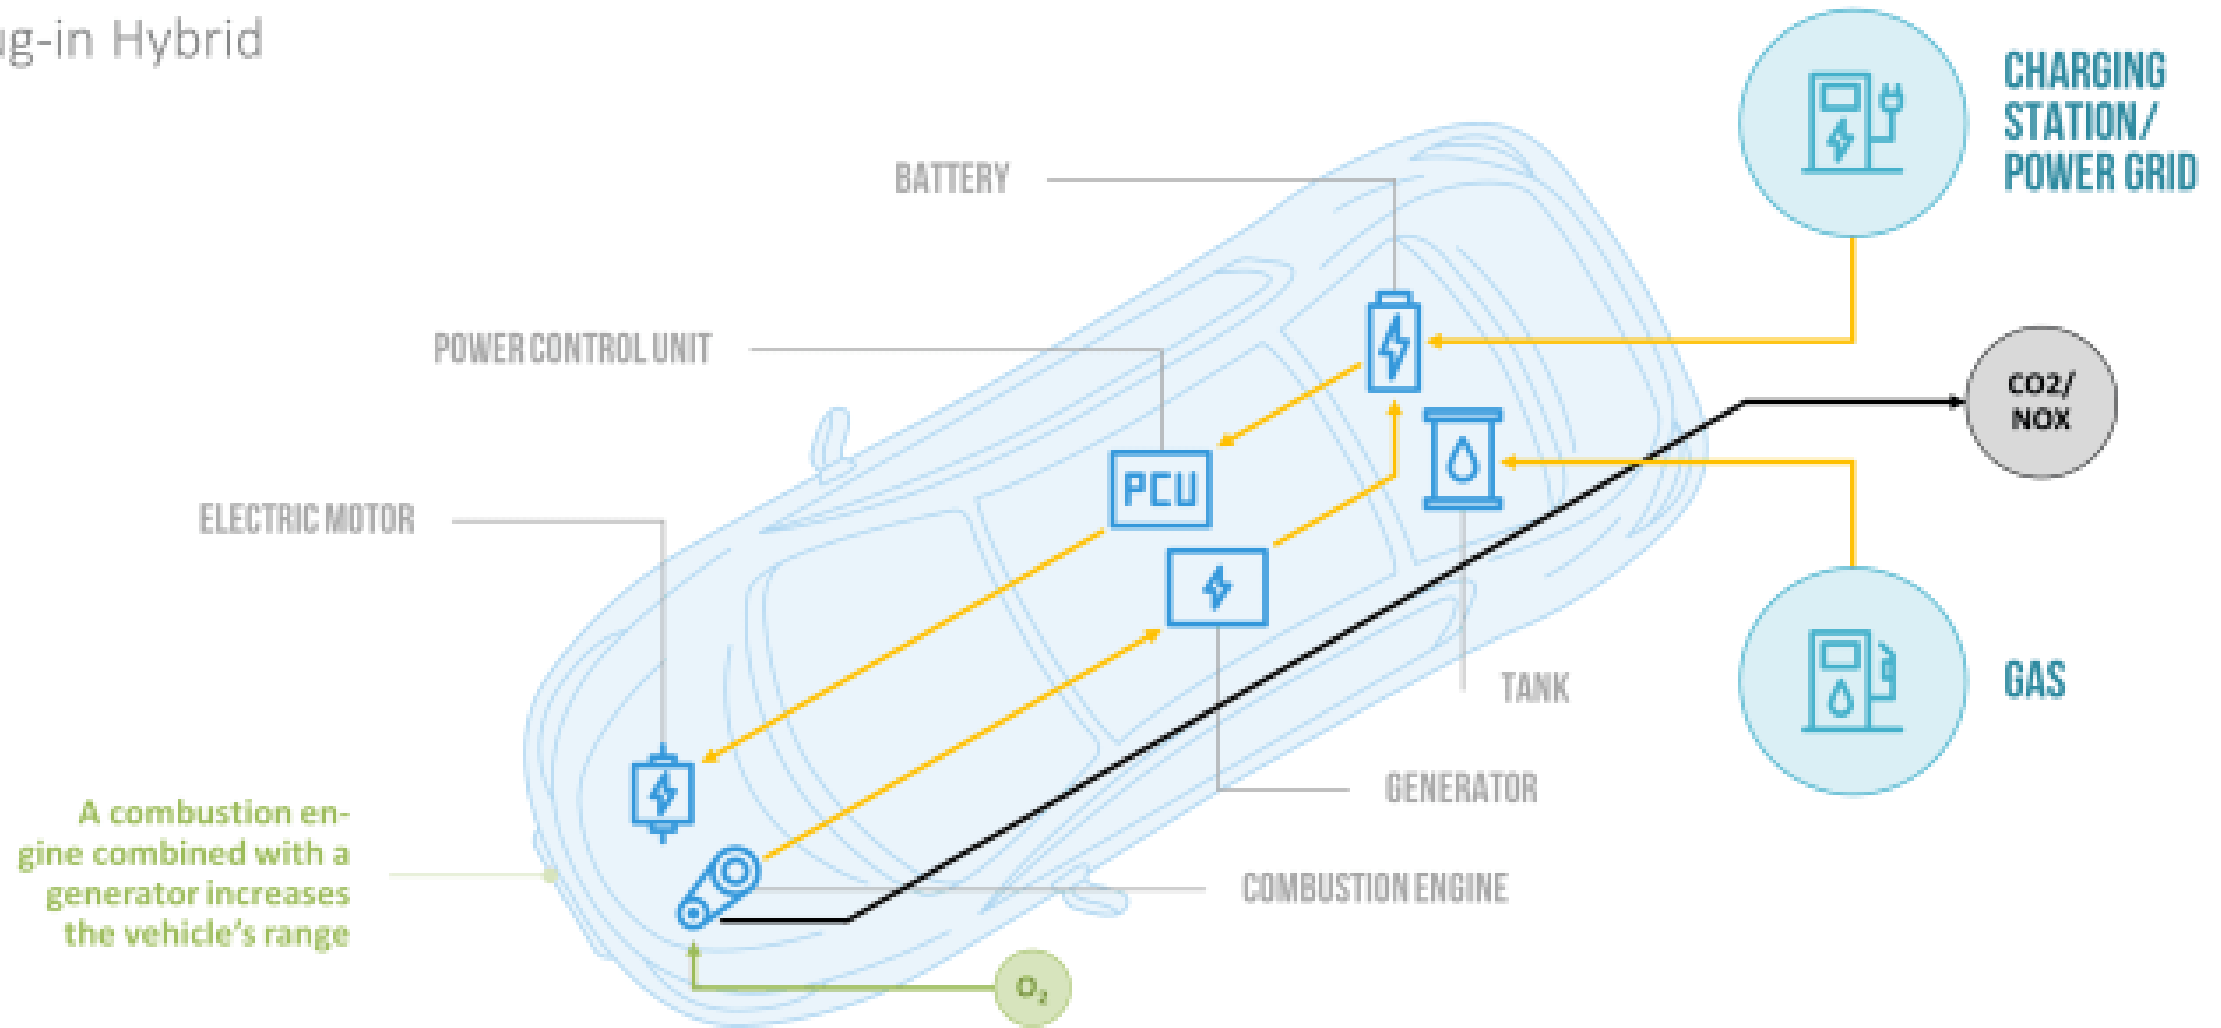 ug-in Hybrid
CHARGING
STATION/
POWER GRID
BATTERY
POWER CONTROL UNIT
CO2/
NOX
PCU
ELECTRIC MOTOR
TANK
GAS
GENERATOR
A combustion en-
gine combined with a
generator increases
the vehicle's range
COMBUSTION ENGINE
O₂